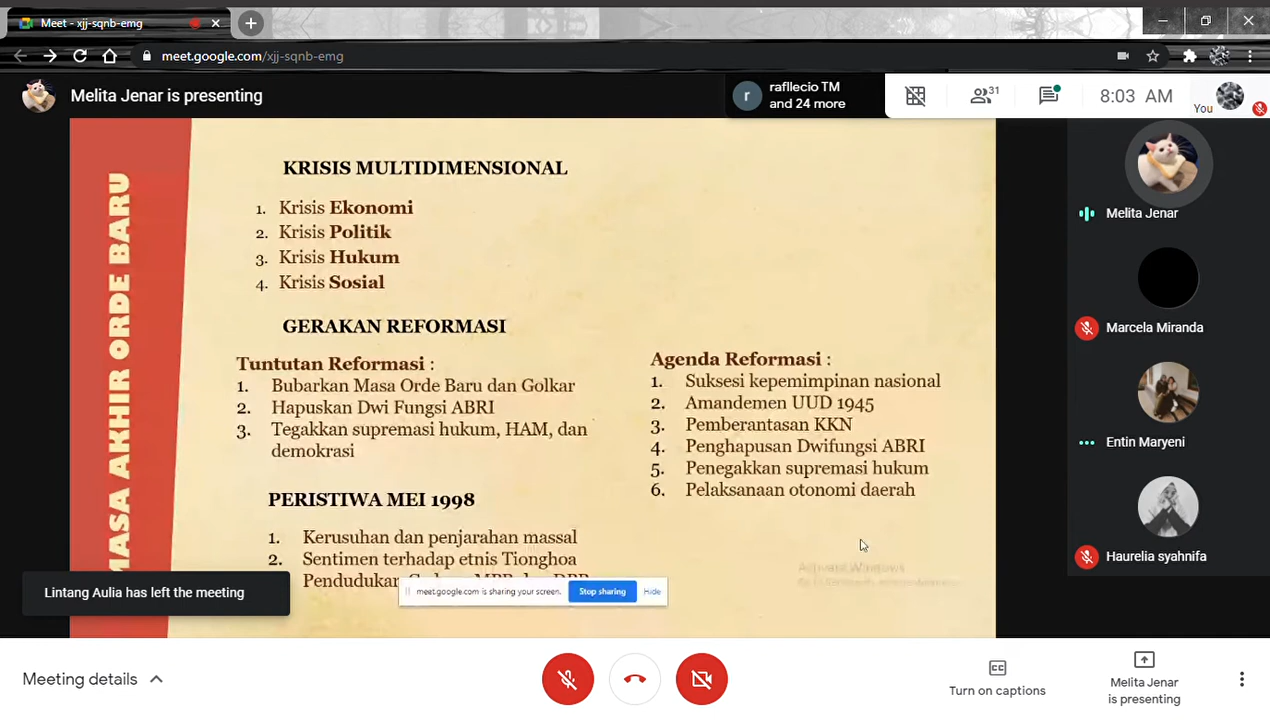 Meet - xjj-sqnb-emg
meet.google.com/xjj-sqnb-emg
Melita Jenar is presenting
r
rafllecio TM
and 24 more
31
8:03 AM
You
MASA AKHIR ORDE BARU
KRISIS MULTIDIMENSIONAL
1. Krisis Ekonomi
2. Krisis Politik
3. Krisis Hukum
4. Krisis Sosial
GERAKAN REFORMASI
Tuntutan Reformasi :
1. Bubarkan Masa Orde Baru dan Golkar
2. Hapuskan Dwi Fungsi ABRI
3. Tegakkan supremasi hukum, HAM, dan
demokrasi
PERISTIWA MEI 1998
1. Kerusuhan dan penjarahan massal
2. Sentimen terhadap etnis Tionghoa
Pendudukan
Agenda Reformasi :
1. Suksesi kepemimpinan nasional
2. Amandemen UUD 1945
3. Pemberantasan KKN
4. Penghapusan Dwifungsi ABRI
5. Penegakkan supremasi hukum
6. Pelaksanaan otonomi daerah
Activate Windows
Melita Jenar
Marcela Miranda
Entin Maryeni
Haurelia syahnifa
Lintang Aulia has left the meeting
meet.google.com is sharing your screen.
Stop sharing
Hide
Meeting details
CC
Turn on captions
Melita Jenar
is presenting